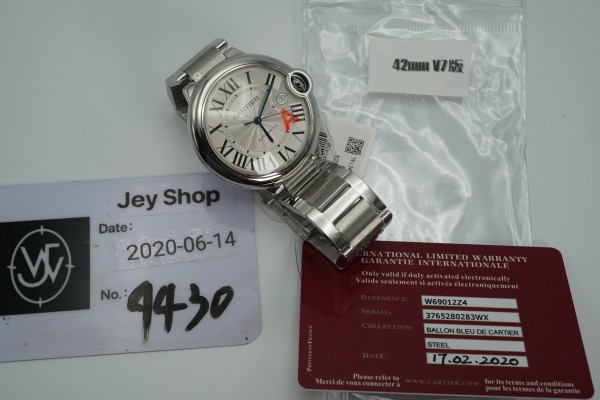 42mm V7版
CARTIER
Jey Shop
Date:
2020-06-14
No.: 4430
INTERNATIONAL LIMITED WARRANTY
GARANTIE INTERNATIONALE
Only valid if duly activated electronically
Valide seulement si activée électroniquement
REFERENCE: W69012Z4
SERIAL: 3765280283WX
COLLECTION: BALLON BLEU DE CARTIER
STEEL
DATE: 17.02.2020
Please refer to
Merci de vous connecter à
WWW.CARTIER.COM
for its terms and conditions
pour les termes de la garantie